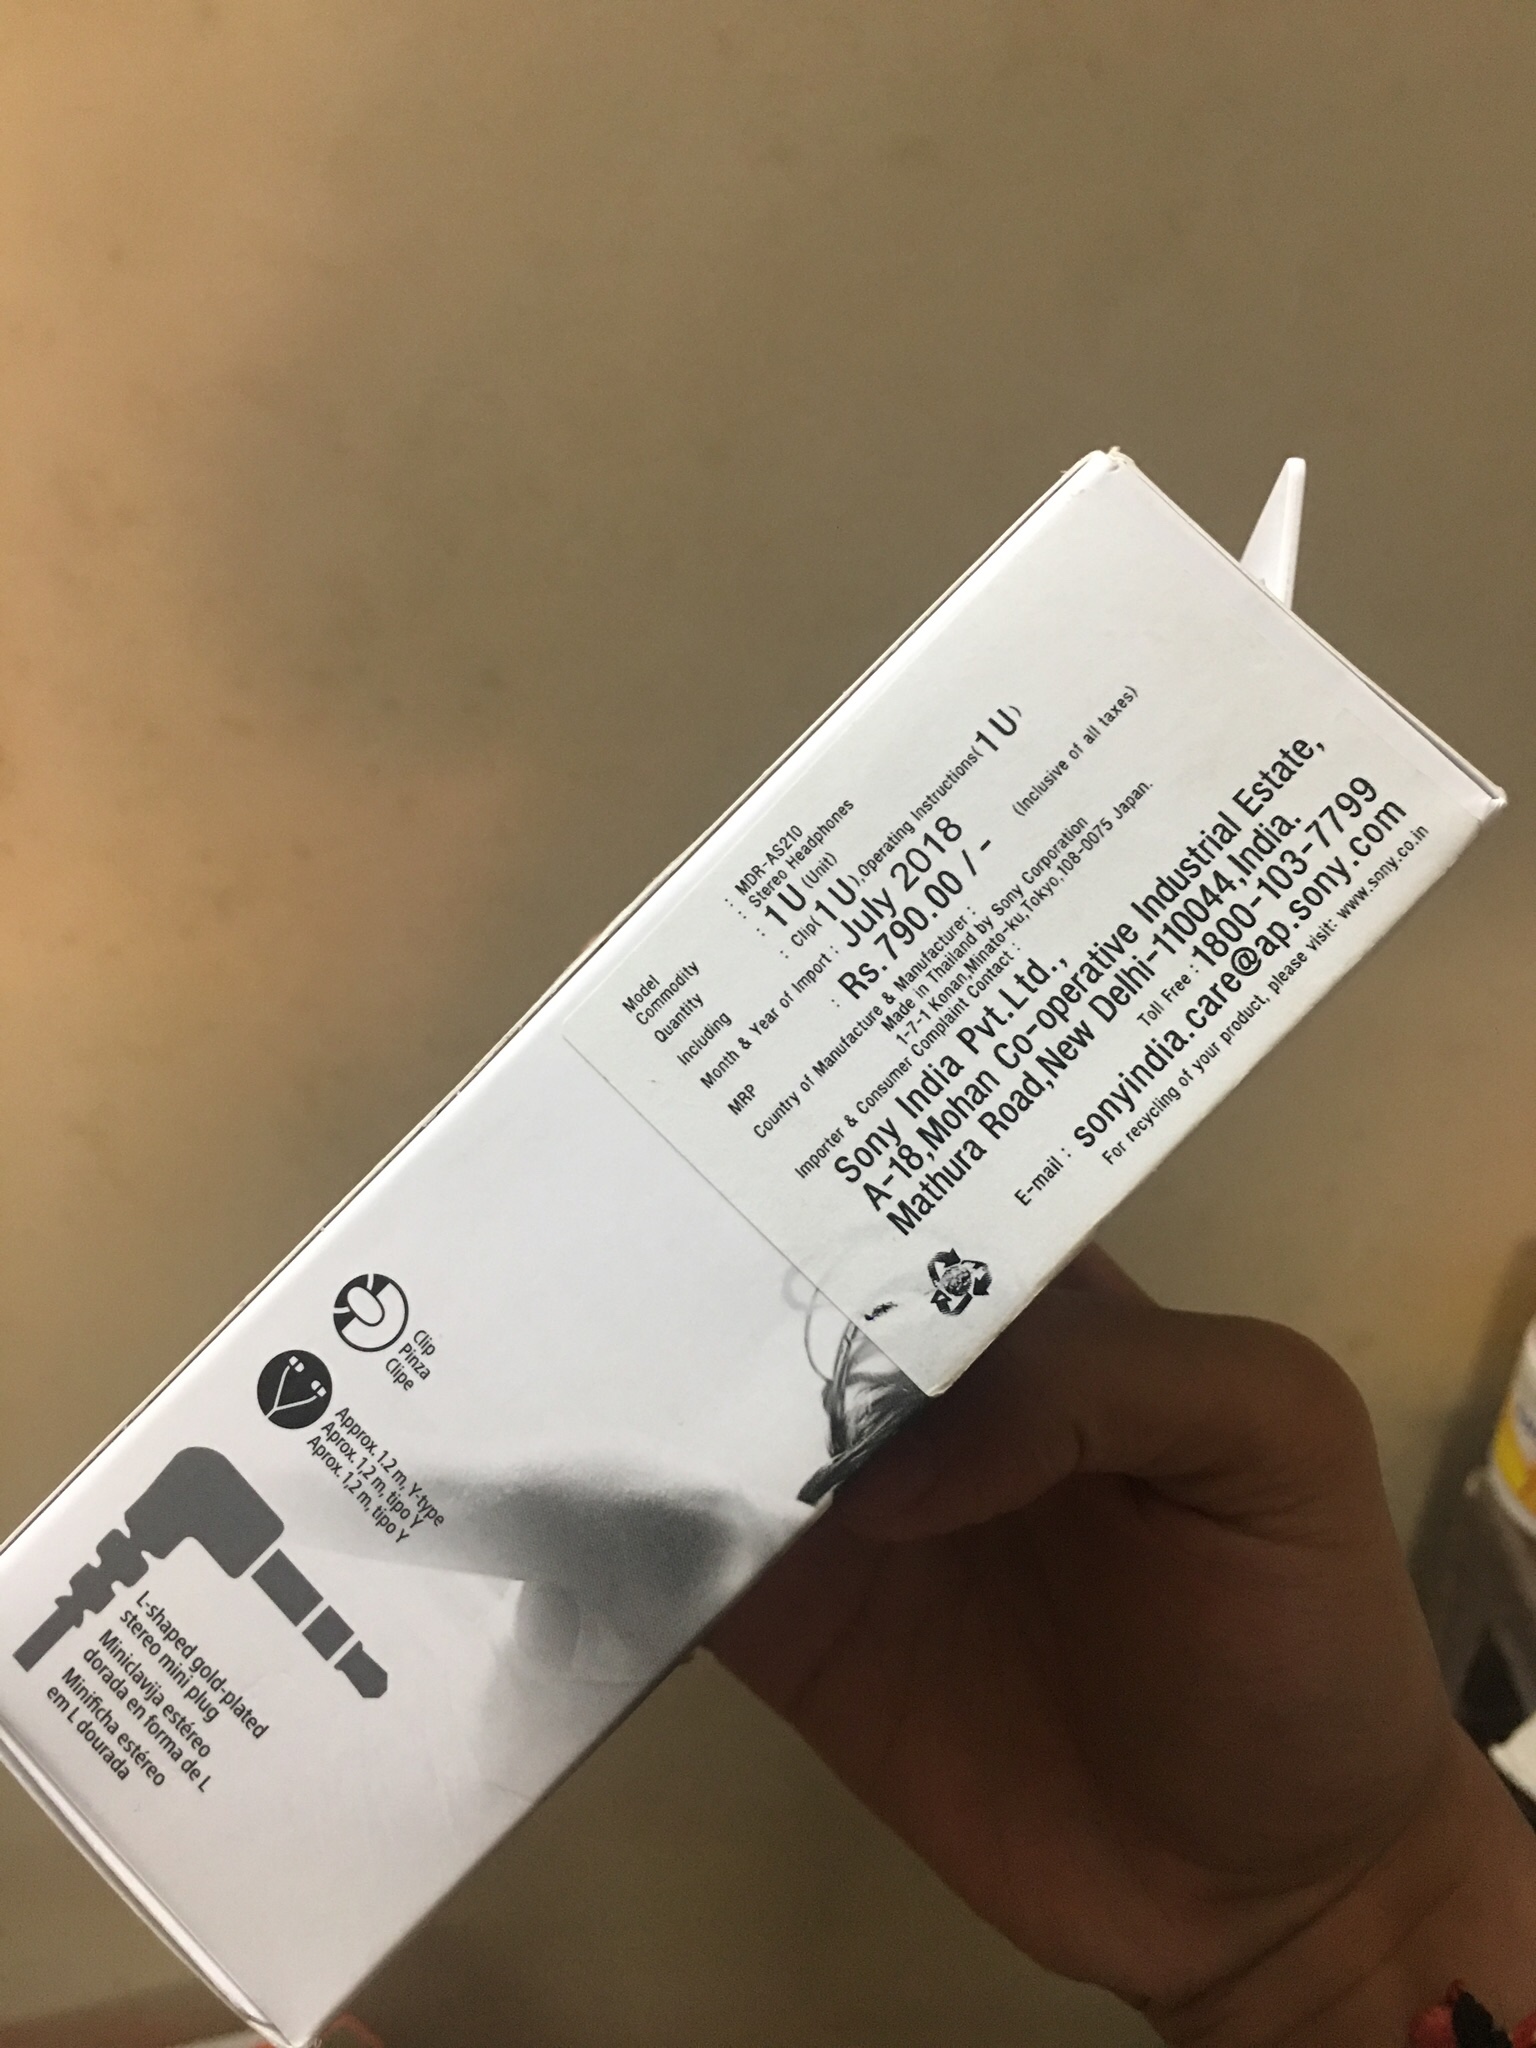 Model : MDR-AS210
Commodity : Stereo Headphones
Quantity : 1 U (Unit)
Including : Clip( 1 U ),Operating Instructions( 1 U )
Month & Year of Import : July 2018
MRP : Rs. 790.00 / - (Inclusive of all taxes)
Country of Manufacture & Manufacturer :
Made in Thailand by Sony Corporation
1-7-1 Konan,Minato-ku,Tokyo,108-0075 Japan.
Importer & Consumer Complaint Contact :
Sony India Pvt.Ltd.,
A-18,Mohan Co-operative Industrial Estate,
Mathura Road,New Delhi-110044,India.
Toll Free : 1800-103-7799
E-mail : sonyindia.care@ap.sony.com
For recycling of your product, please visit: www.sony.co.in
Clip
Pinza
Clipe
Approx. 1.2 m, Y-type
Aprox. 1,2 m, tipo Y
Aprox. 1,2 m, tipo Y
L-shaped gold-plated
stereo mini plug
Miniclavija estéreo
dorada en forma de L
Minificha estéreo
em L dourada